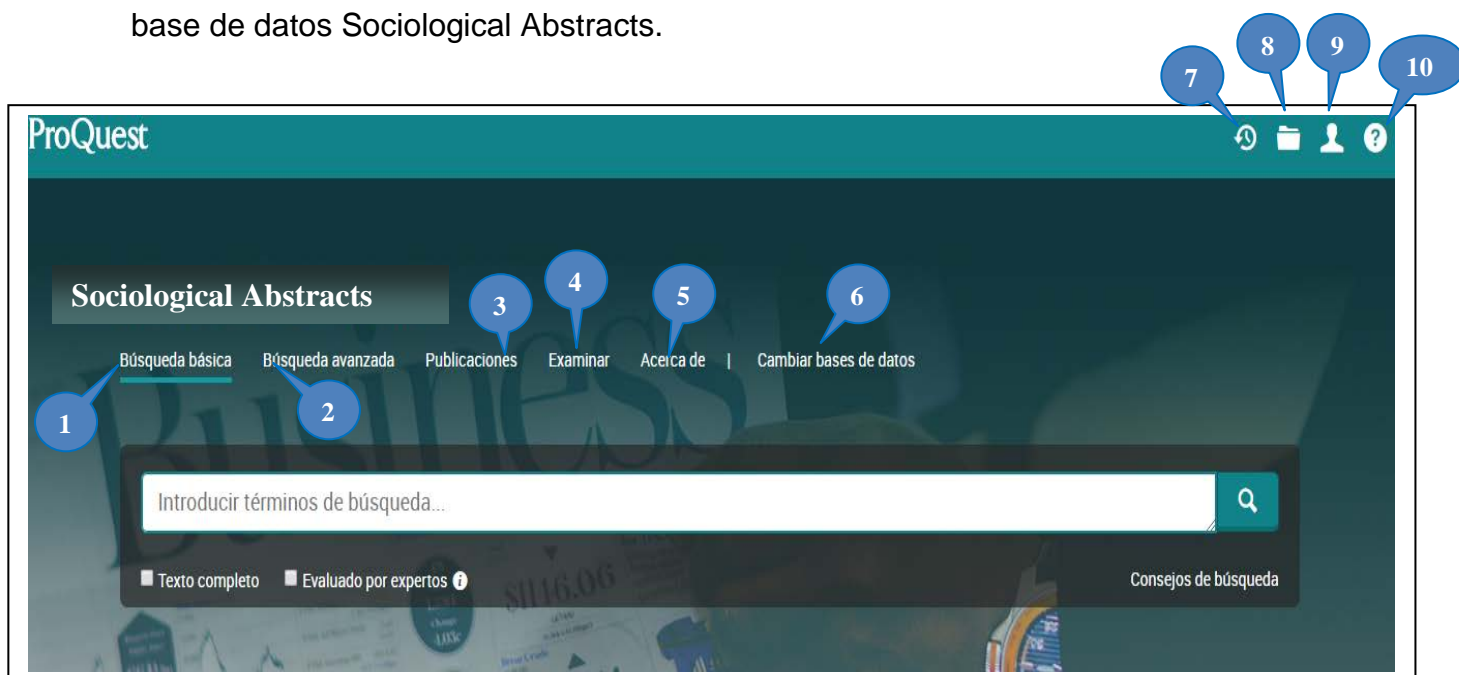 base de datos Sociological Abstracts.
7 8 9 10
ProQuest
Sociological Abstracts
3 4 5 6
Búsqueda básica Búsqueda avanzada Publicaciones Examinar Acerca de | Cambiar bases de datos
1 2
Business
Introducir términos de búsqueda...
Texto completo Evaluado por expertos i Consejos de búsqueda